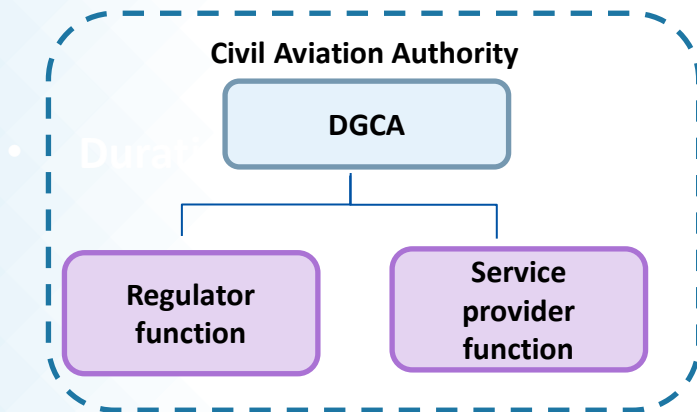 Civil Aviation Authority
DGCA
Regulator
function
Service
provider
function